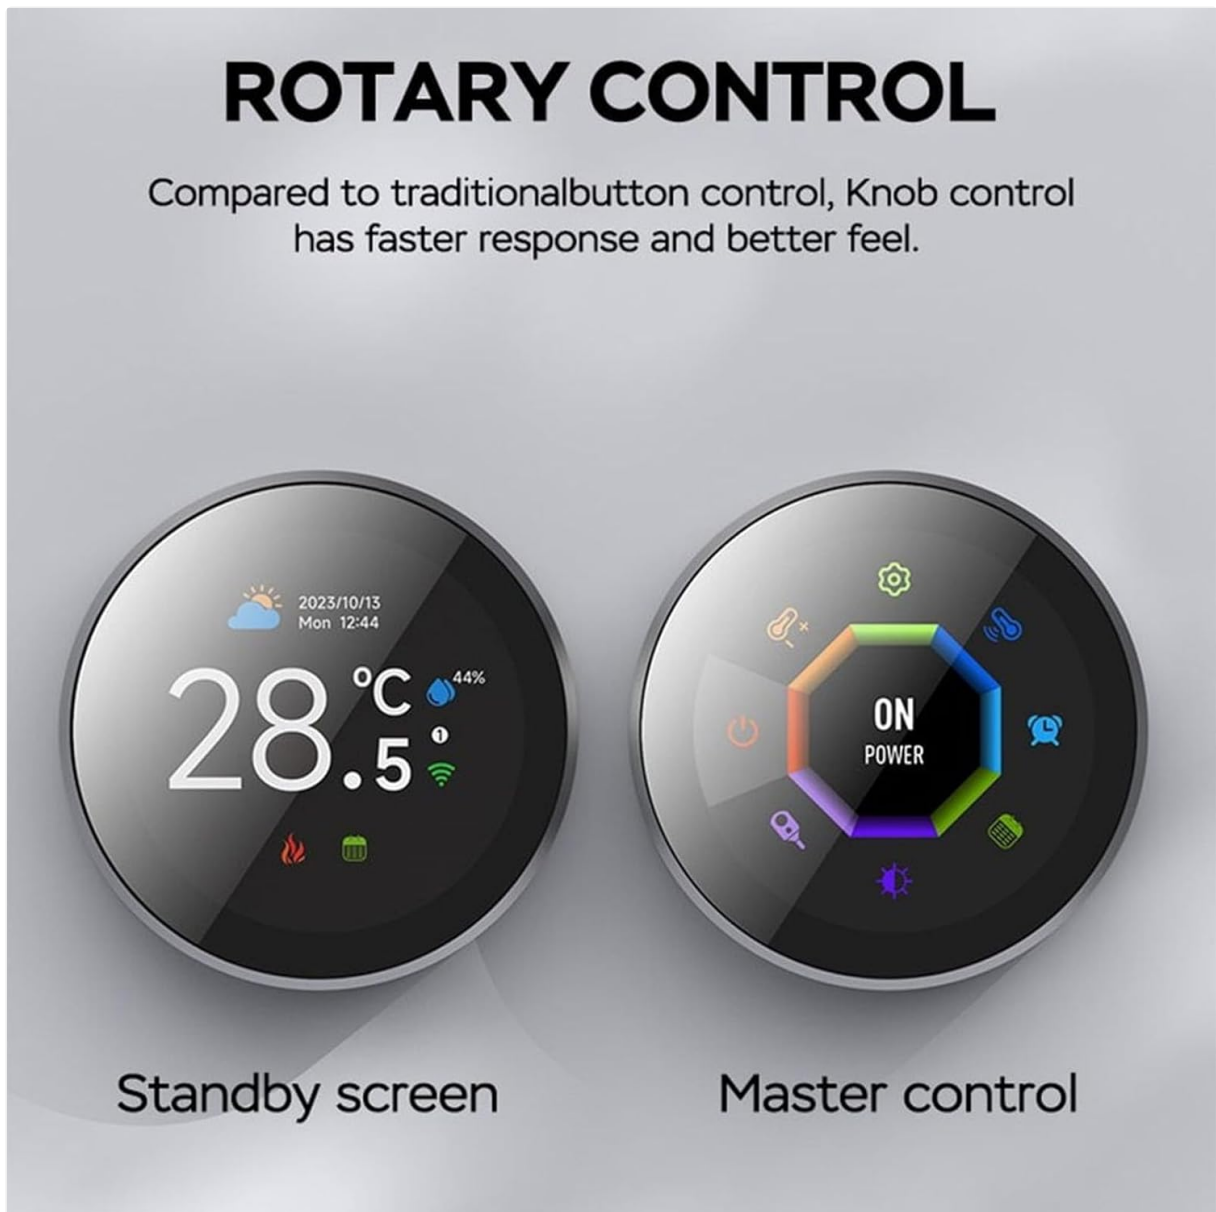 ROTARY CONTROL
Compared to traditionalbutton control, Knob control
has faster response and better feel.
2023/10/13
Mon 12:44
28.5 °C
44%
1
ON
POWER
Standby screen
Master control